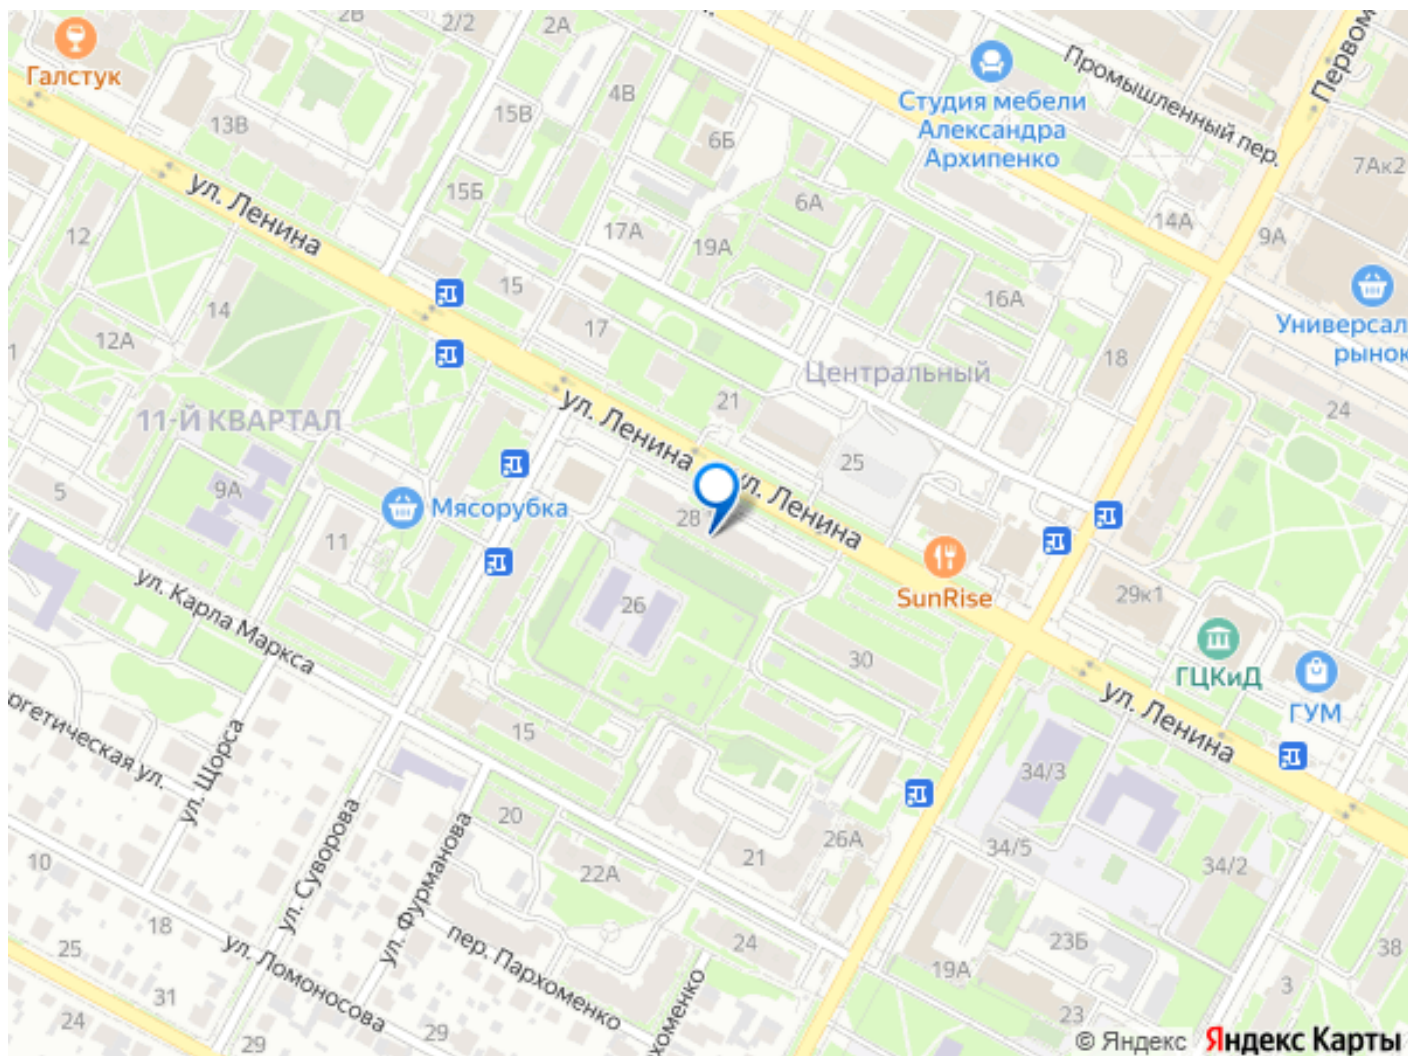 2В
2/2
2А
Галстук
13В
15В
4В
6Б
Студия мебели
Александра
Архипенко
Промышленный пер.
Первом
7Ак2
ул. Ленина
15Б
12
17А
19А
6А
14А
9А
14
15
17
16А
Универсал
рынок
12А
1
Центральный
18
11-Й КВАРТАЛ
21
24
ул. Ленина
25
5
9А
Мясорубка
28
ул. Ленина
11
SunRise
29к1
ул. Карла Маркса
26
30
ГЦКиД
ГУМ
ргетическая ул.
ул. Щорса
15
ул. Ленина
34/3
20
26А
21
34/5
34/2
10
ул. Суворова
ул. Фурманова
22А
18
25
ул. Ломоносова
пер. Пархоменко
24
23Б
19А
38
31
24
29
29
хоменко
23
3
© Яндекс Яндекс Карты